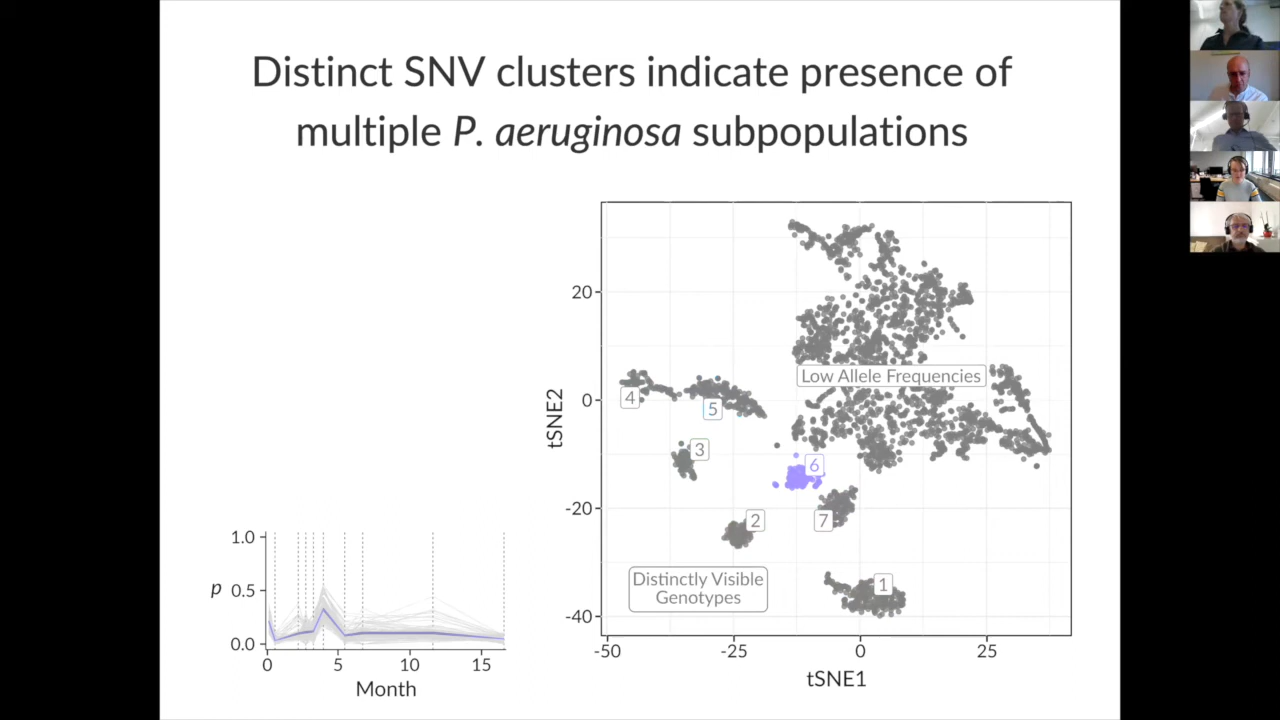 Distinct SNV clusters indicate presence of
multiple P. aeruginosa subpopulations
20
0
-20
-40
tSNE2
Low Allele Frequencies
4
5
3
6
2
7
1
Distinctly Visible
Genotypes
-50
-25
0
25
tSNE1
1.0
p 0.5
0.0
0
5
10
15
Month